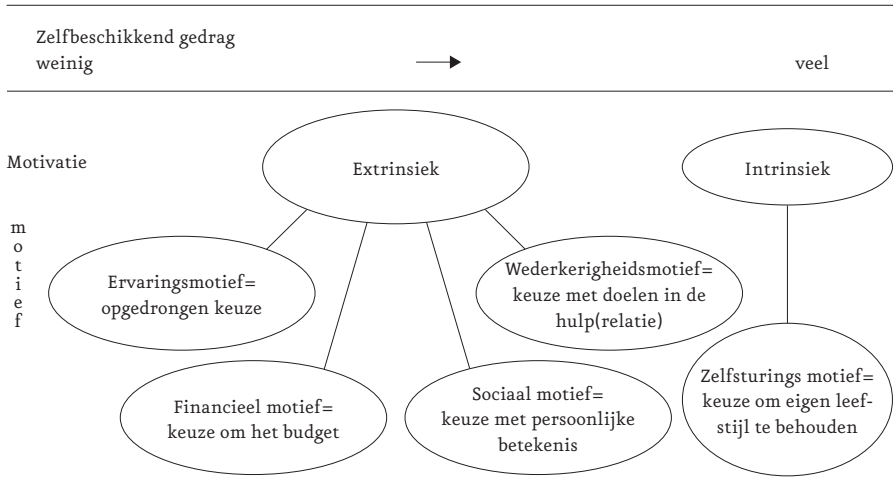 Zelfbeschikkend gedrag
weinig
veel
Motivatie
Extrinsiek
Intrinsiek
motief
Ervaringsmotief=
opgedrongen keuze
Wederkerigheidsmotief=
keuze met doelen in de
hulp(relatie)
Financieel motief=
keuze om het budget
Sociaal motief=
keuze met persoonlijke
betekenis
Zelfsturings motief=
keuze om eigen leef-
stijl te behouden